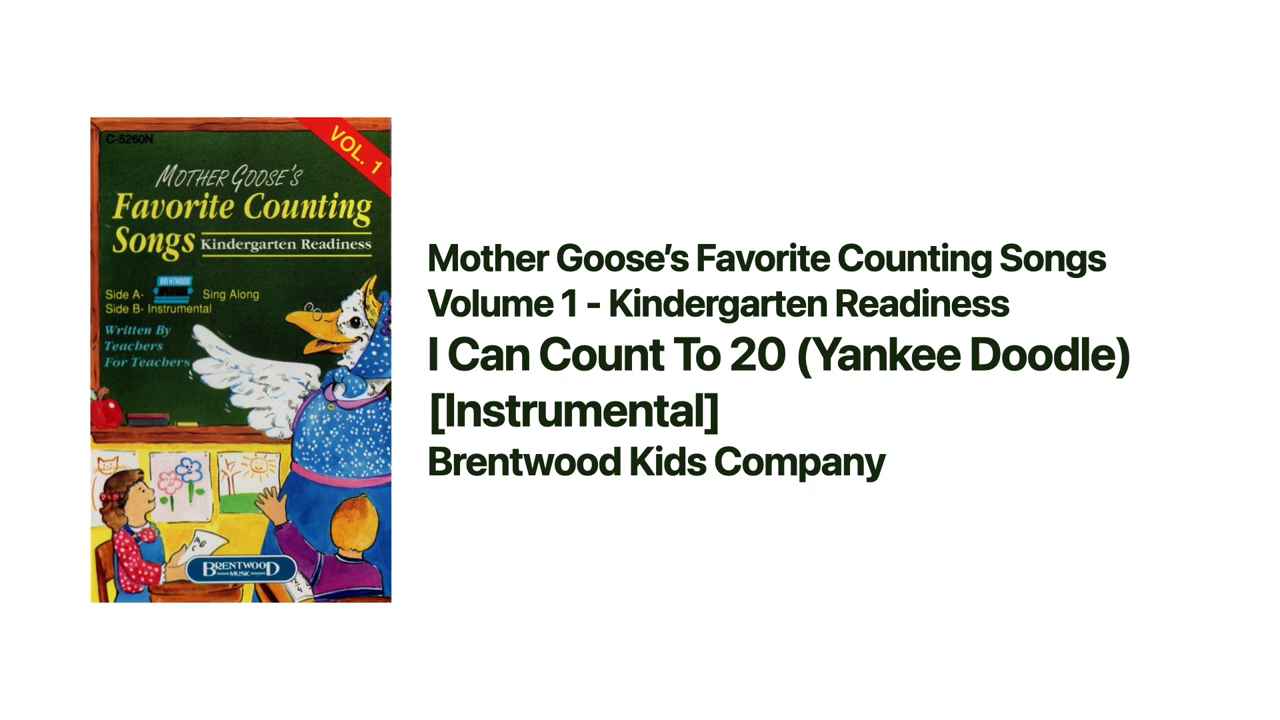 C-5260N
VOL. 1
MOTHER GOOSE'S
Favorite Counting
Songs Kindergarten Readiness
BRENTWOOD
Side A- Sing Along
Side B- Instrumental
Written By
Teachers
For Teachers
BRENTWOOD
MUSIC
Mother Goose's Favorite Counting Songs
Volume 1 - Kindergarten Readiness
I Can Count To 20 (Yankee Doodle)
[Instrumental]
Brentwood Kids Company